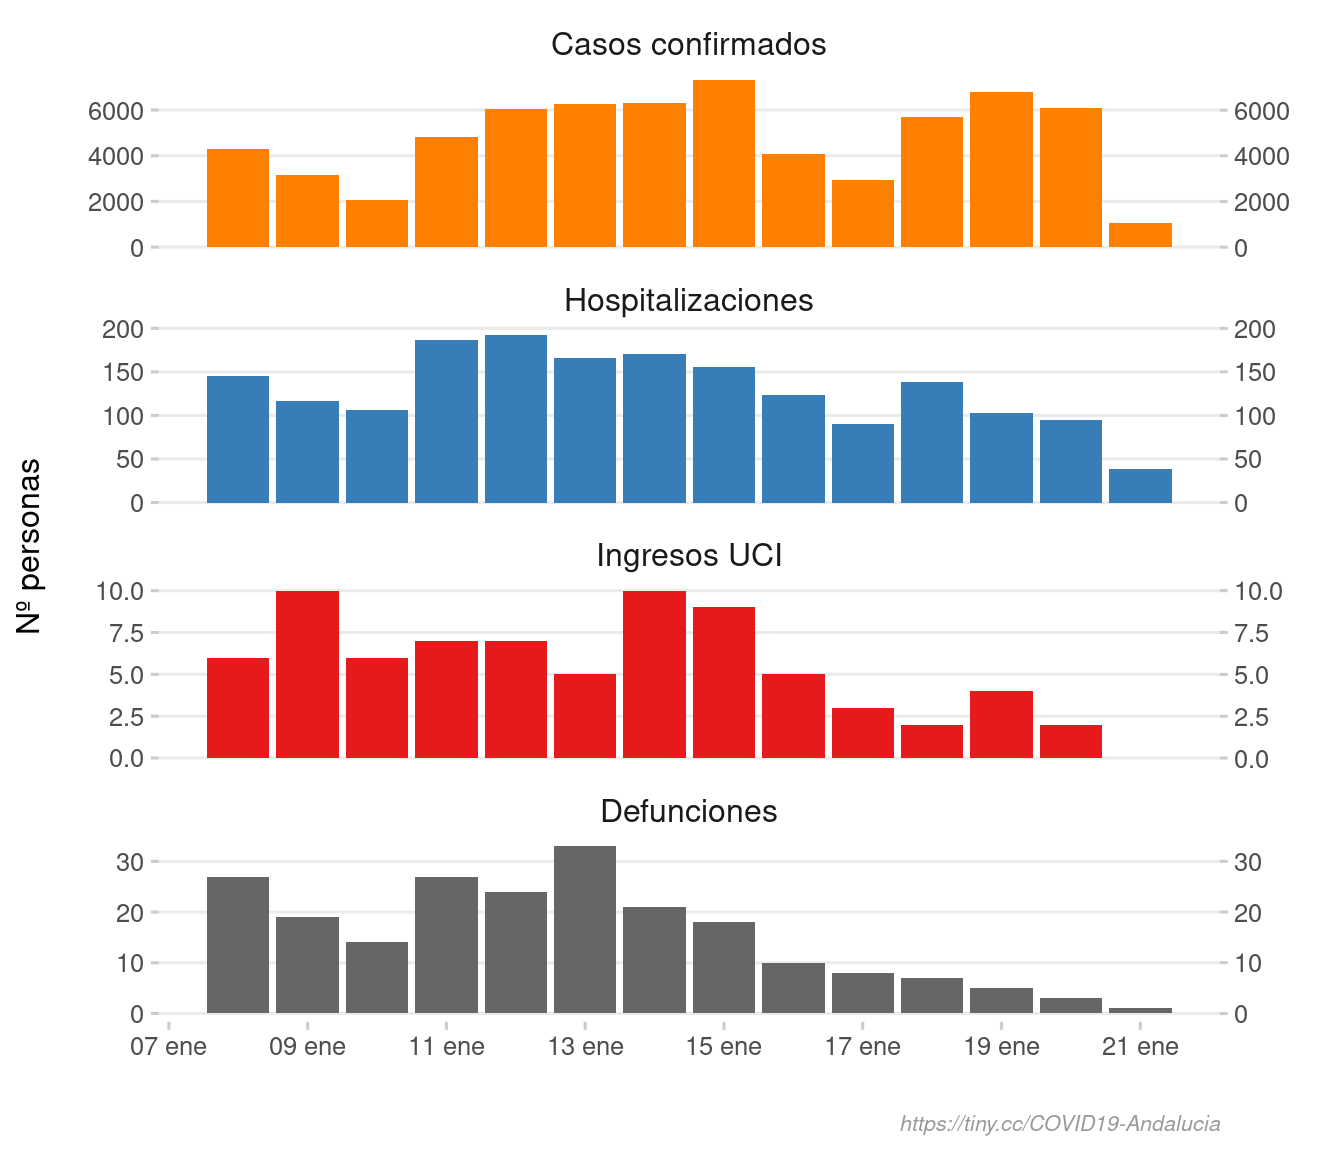 Casos confirmados
6000 6000
4000 4000
2000 2000
0 0
Hospitalizaciones
200 200
150 150
100 100
50 50
0 0
Nº personas
Ingresos UCI
10.0 10.0
7.5 7.5
5.0 5.0
2.5 2.5
0.0 0.0
Defunciones
30 30
20 20
10 10
0 0
07 ene 09 ene 11 ene 13 ene 15 ene 17 ene 19 ene 21 ene
https://tiny.cc/COVID19-Andalucia